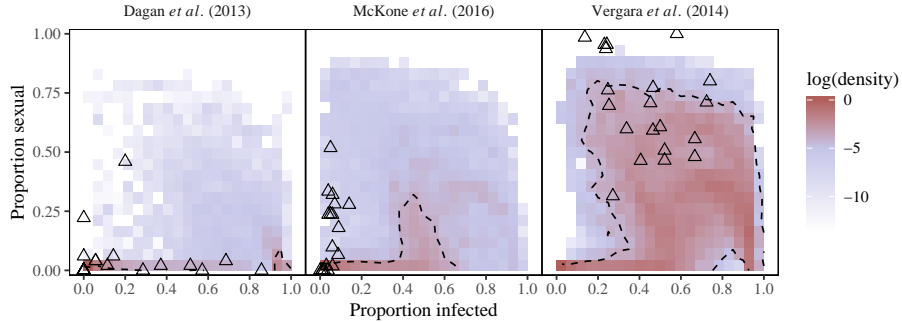 Dagan et al. (2013) McKone et al. (2016) Vergara et al. (2014)
1.00
0.75
0.50
0.25
0.00
Proportion sexual
0.0 0.2 0.4 0.6 0.8 1.0 0.0 0.2 0.4 0.6 0.8 1.0 0.0 0.2 0.4 0.6 0.8 1.0
Proportion infected
log(density)
0
−5
−10